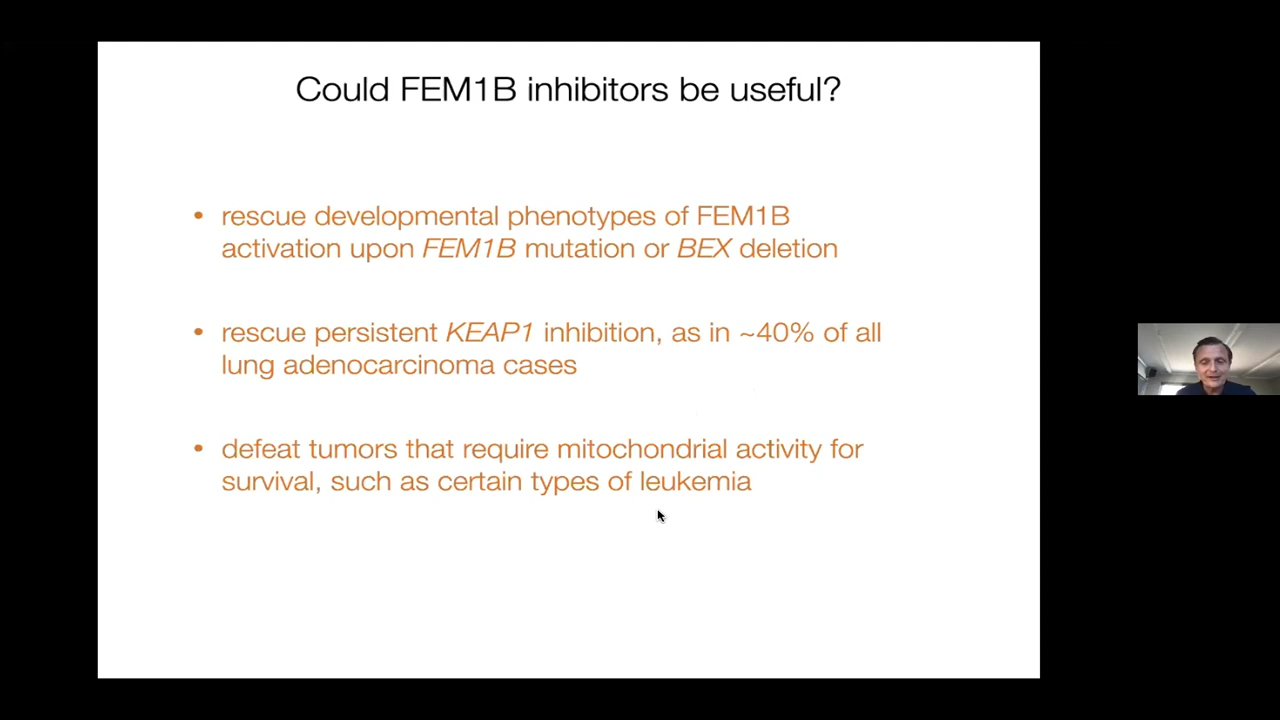 Could FEM1B inhibitors be useful?
• rescue developmental phenotypes of FEM1B
activation upon FEM1B mutation or BEX deletion
• rescue persistent KEAP1 inhibition, as in ~40% of all
lung adenocarcinoma cases
• defeat tumors that require mitochondrial activity for
survival, such as certain types of leukemia